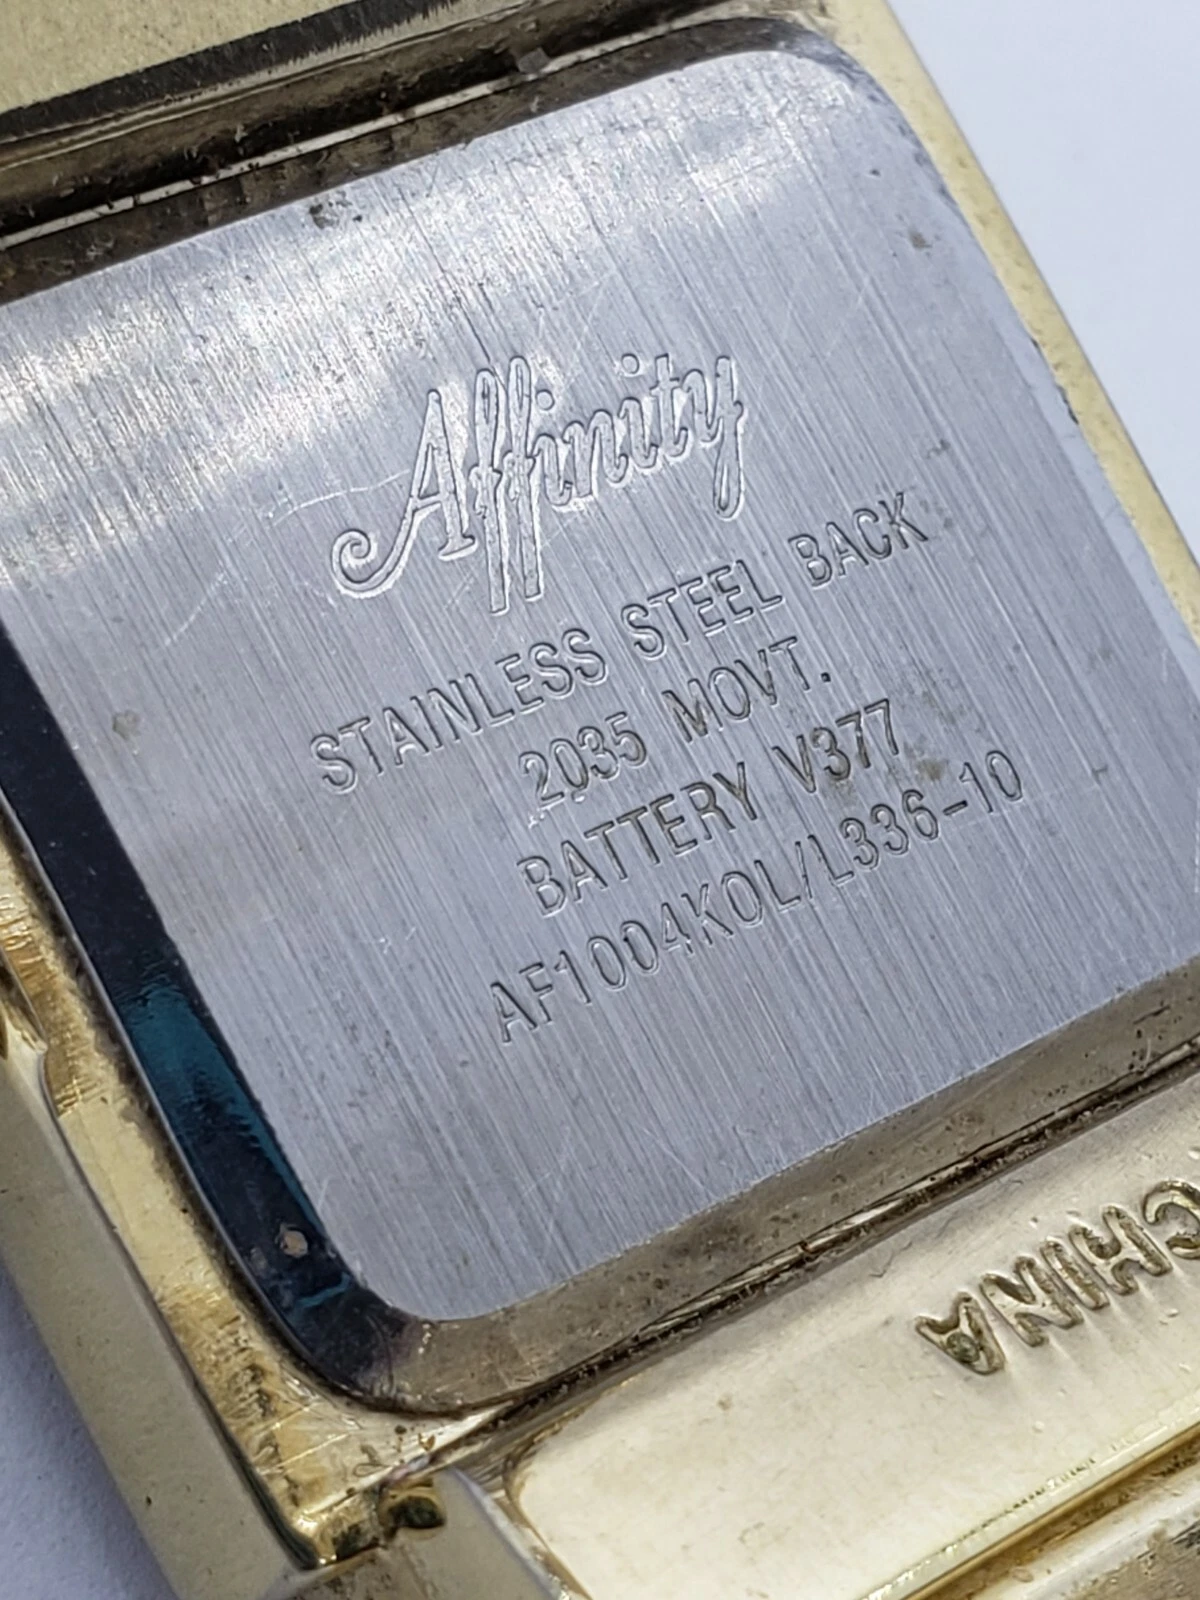 Affinity
STAINLESS STEEL BACK
2035 MOVT.
BATTERY V377
AF1004KOL/L336-10
CHINA